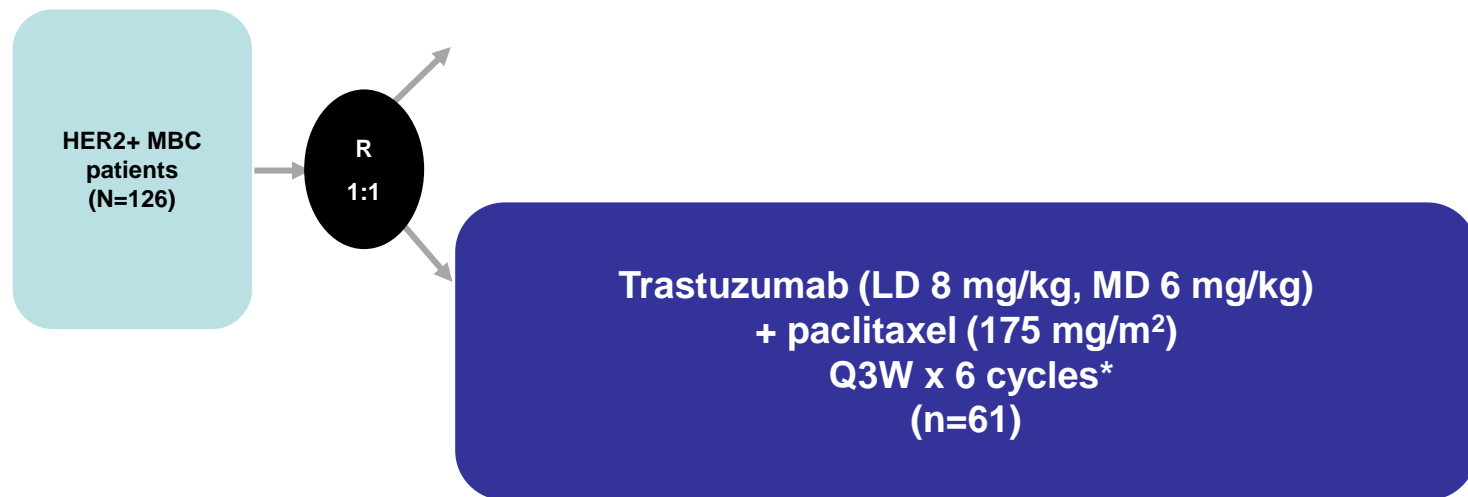 HER2+ MBC
patients
(N=126)
R
1:1
Trastuzumab (LD 8 mg/kg, MD 6 mg/kg)
+ paclitaxel (175 mg/m²)
Q3W x 6 cycles*
(n=61)